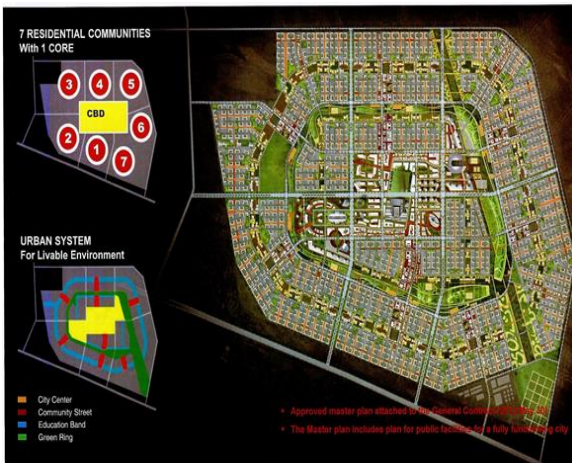 7 RESIDENTIAL COMMUNITIES
With 1 CORE
3
4
5
CBD
2
1
6
7
URBAN SYSTEM
For Livable Environment
City Center
Community Street
Education Band
Green Ring
• Approved master plan attached to the General
• The Master plan includes plan for public facilities for a fully functioning city